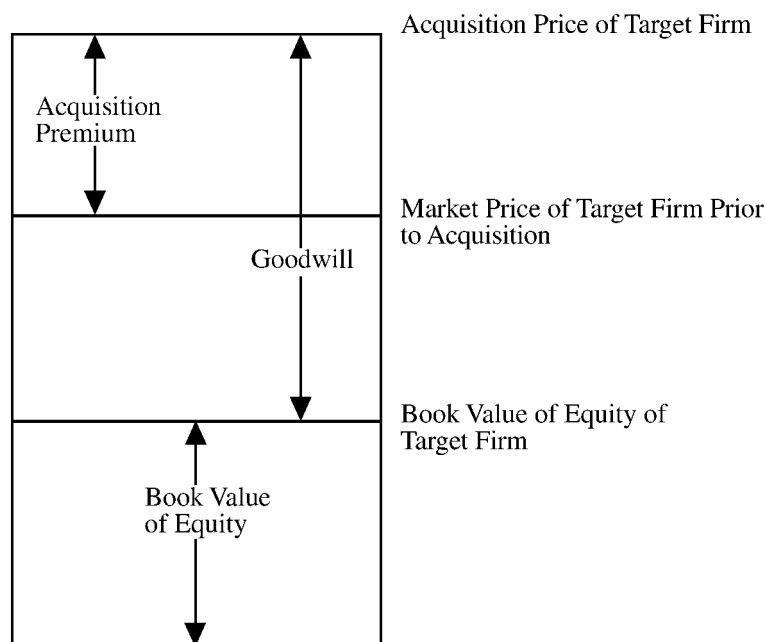 Acquisition Price of Target Firm
Acquisition
Premium
Market Price of Target Firm Prior
to Acquisition
Goodwill
Book Value of Equity of
Target Firm
Book Value
of Equity